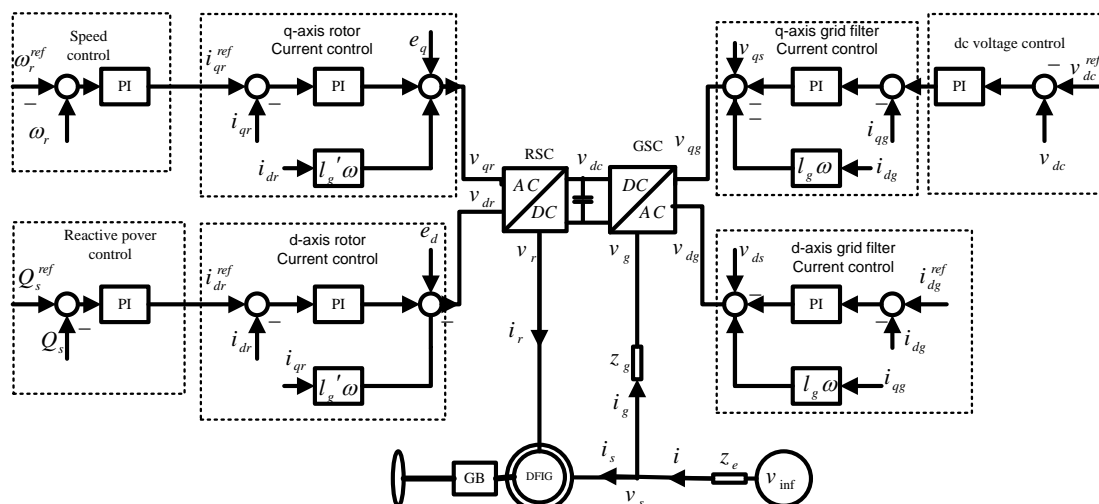 Speed
control
ω_r^ref
−
PI
ω_r
q-axis rotor
Current control
i_qr^ref
−
PI
e_q
i_qr
i_dr
l_g'ω
v_qr
Reactive power
control
Q_s^ref
−
PI
Q_s
d-axis rotor
Current control
i_dr^ref
−
PI
e_d
−
i_dr
i_qr
l_g'ω
v_dr
RSC
AC
DC
v_dc
GSC
DC
AC
v_r
v_g
v_qg
v_dg
q-axis grid filter
Current control
v_qs
−
−
PI
−
i_qg
l_gω
i_dg
dc voltage control
PI
−
v_dc^ref
v_dc
d-axis grid filter
Current control
v_ds
−
PI
−
i_dg^ref
i_dg
l_gω
i_qg
i_r
z_g
i_g
GB
DFIG
i_s
v_s
i
z_e
v_inf